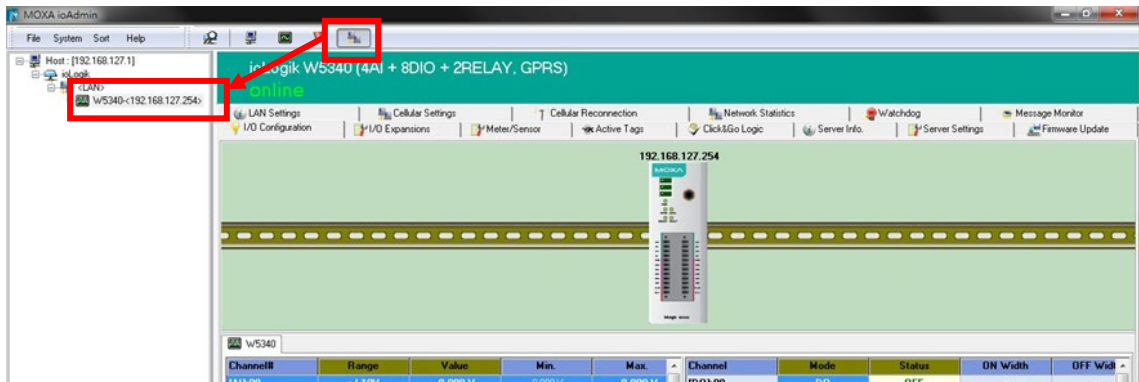 MOXA ioAdmin
File System Sort Help
Host : [192.168.127.1]
ioLogik
<LAN>
W5340-<192.168.127.254>
ioLogik W5340 (4AI + 8DIO + 2RELAY, GPRS)
online
LAN Settings Cellular Settings Cellular Reconnection Network Statistics Watchdog Message Monitor
I/O Configuration I/O Expansions Meter/Sensor Active Tags Click&Go Logic Server Info. Server Settings Firmware Update
192.168.127.254
MOXA
W5340
Channel# Range Value Min. Max. Channel Mode Status ON Width OFF Widt